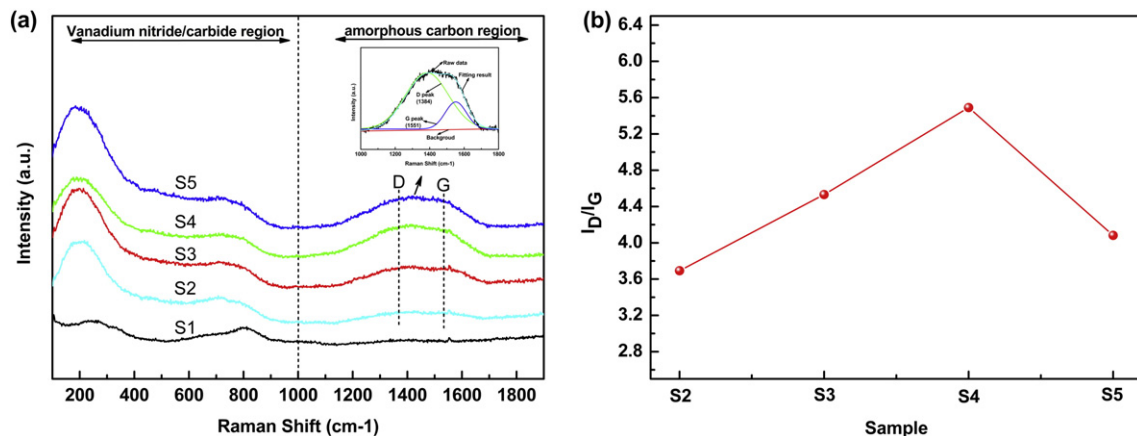 (a)
Vanadium nitride/carbide region
amorphous carbon region
Intensity (a.u.)
Raw data
Fitting result
D peak
(1384)
G peak
(1551)
Backgroud
1000 1200 1400 1600 1800
Raman Shift (cm-1)
Intensity (a.u.)
S5
S4
S3
S2
S1
D
G
200 400 600 800 1000 1200 1400 1600 1800
Raman Shift (cm-1)
(b)
6.4
6.0
5.6
5.2
4.8
4.4
4.0
3.6
3.2
2.8
ID/IG
S2 S3 S4 S5
Sample